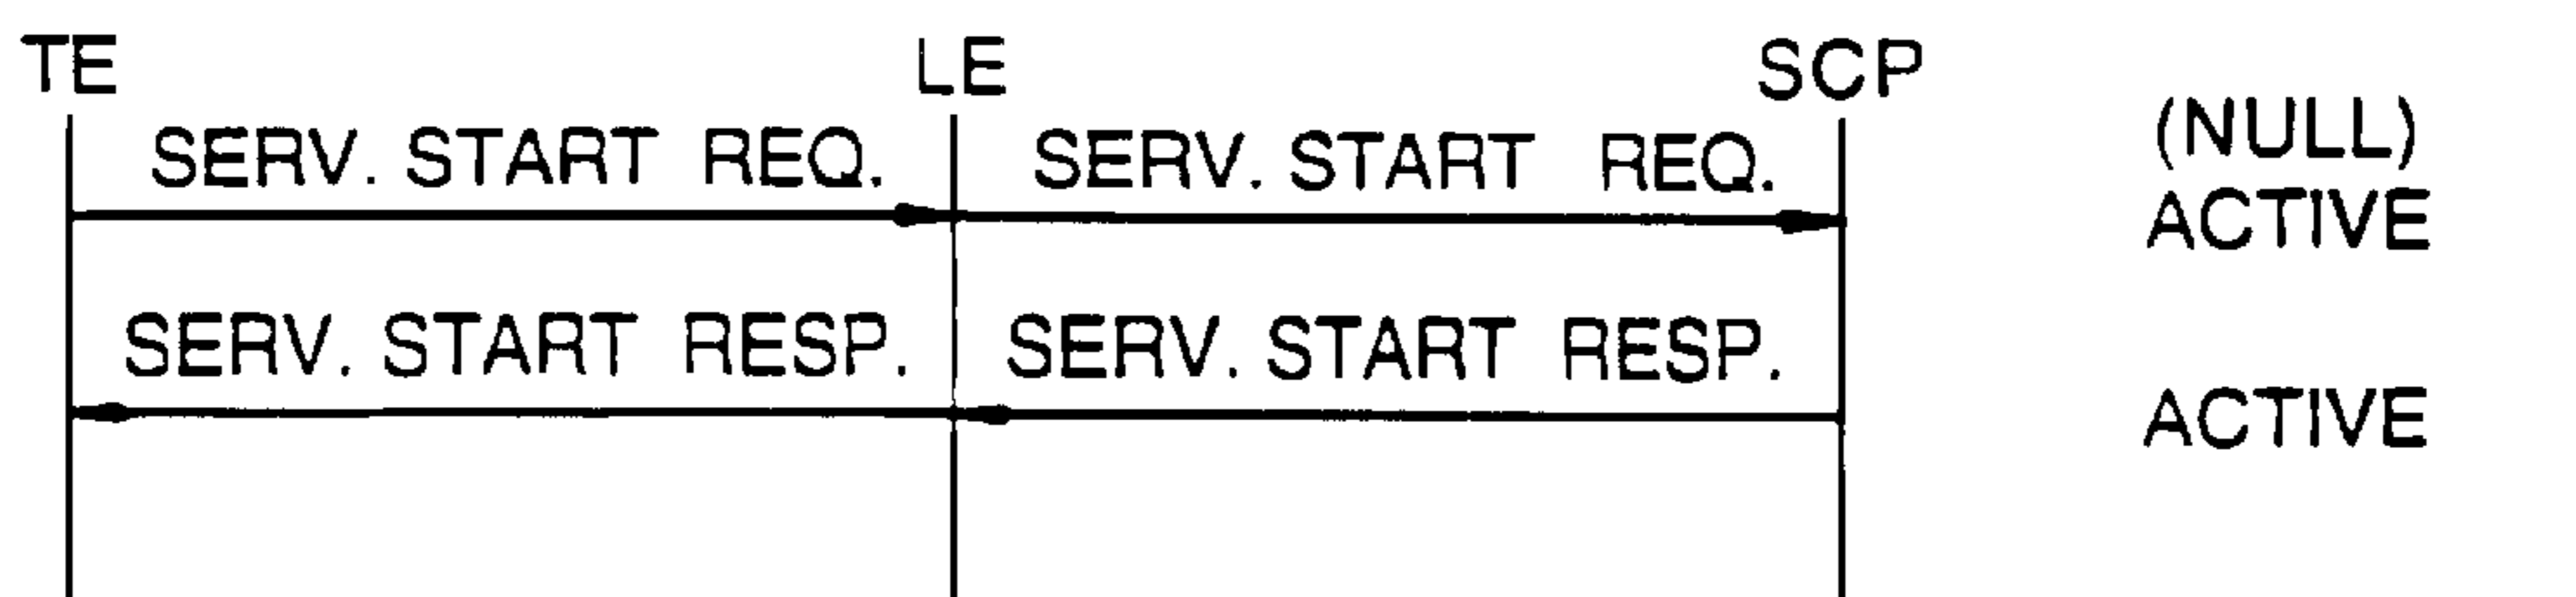 TE LE SCP
(NULL)
SERV. START REQ. SERV. START REQ.
ACTIVE
SERV. START RESP. SERV. START RESP.
ACTIVE